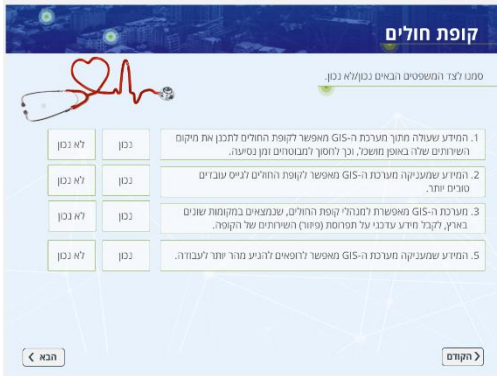 קופת חולים
סמנו לצד המשפטים הבאים נכון/לא נכון.
1. המידע שעולה מתוך מערכת ה-GIS מאפשר לקופת החולים לתכנן את מיקום
השירותים שלה באופן מושכל, וכך לחסוך למבוטחים זמן נסיעה.
נכון
לא נכון
2. המידע שמעניקה מערכת ה-GIS מאפשר לקופת החולים לגייס עובדים
טובים יותר.
נכון
לא נכון
3. מערכת ה-GIS מאפשרת למנהלי קופת החולים, שנמצאים במקומות שונים
בארץ, לקבל מידע עדכני על תפרוסת (פיזור) השירותים של הקופה.
נכון
לא נכון
5. המידע שמעניקה מערכת ה-GIS מאפשר לרופאים להגיע מהר יותר לעבודה.
נכון
לא נכון
הקודם
הבא